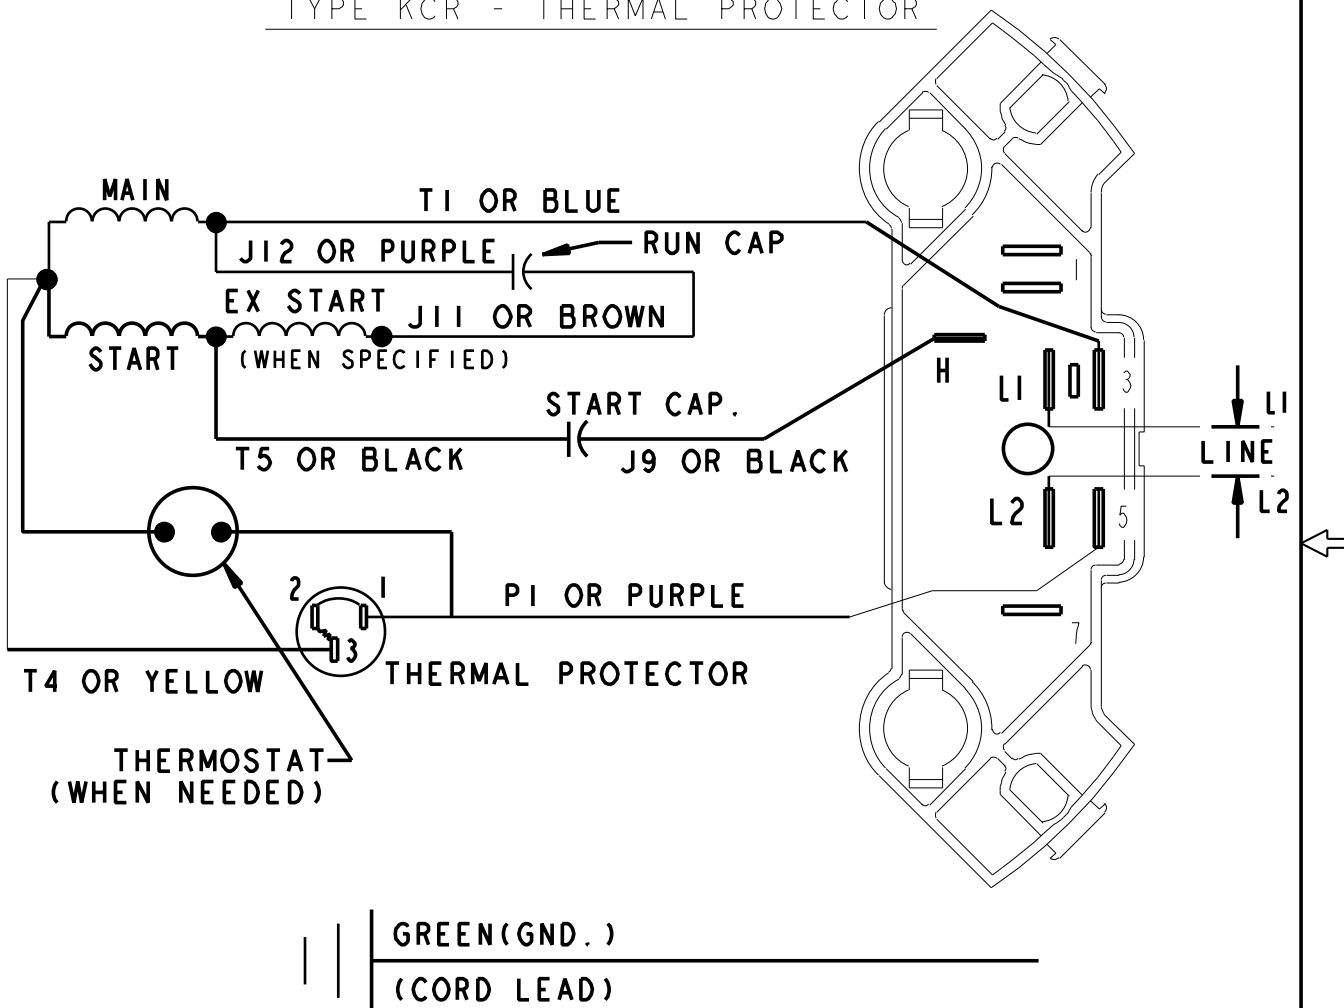 TYPE KCR - THERMAL PROTECTOR
MAIN
T1 OR BLUE
J12 OR PURPLE
RUN CAP
EX START
J11 OR BROWN
START
(WHEN SPECIFIED)
START CAP.
T5 OR BLACK
J9 OR BLACK
1
H
L1
3
L1
LINE
L2
L2
5
2
1
P1 OR PURPLE
3
7
THERMAL PROTECTOR
T4 OR YELLOW
THERMOSTAT
(WHEN NEEDED)
GREEN(GND.)
(CORD LEAD)